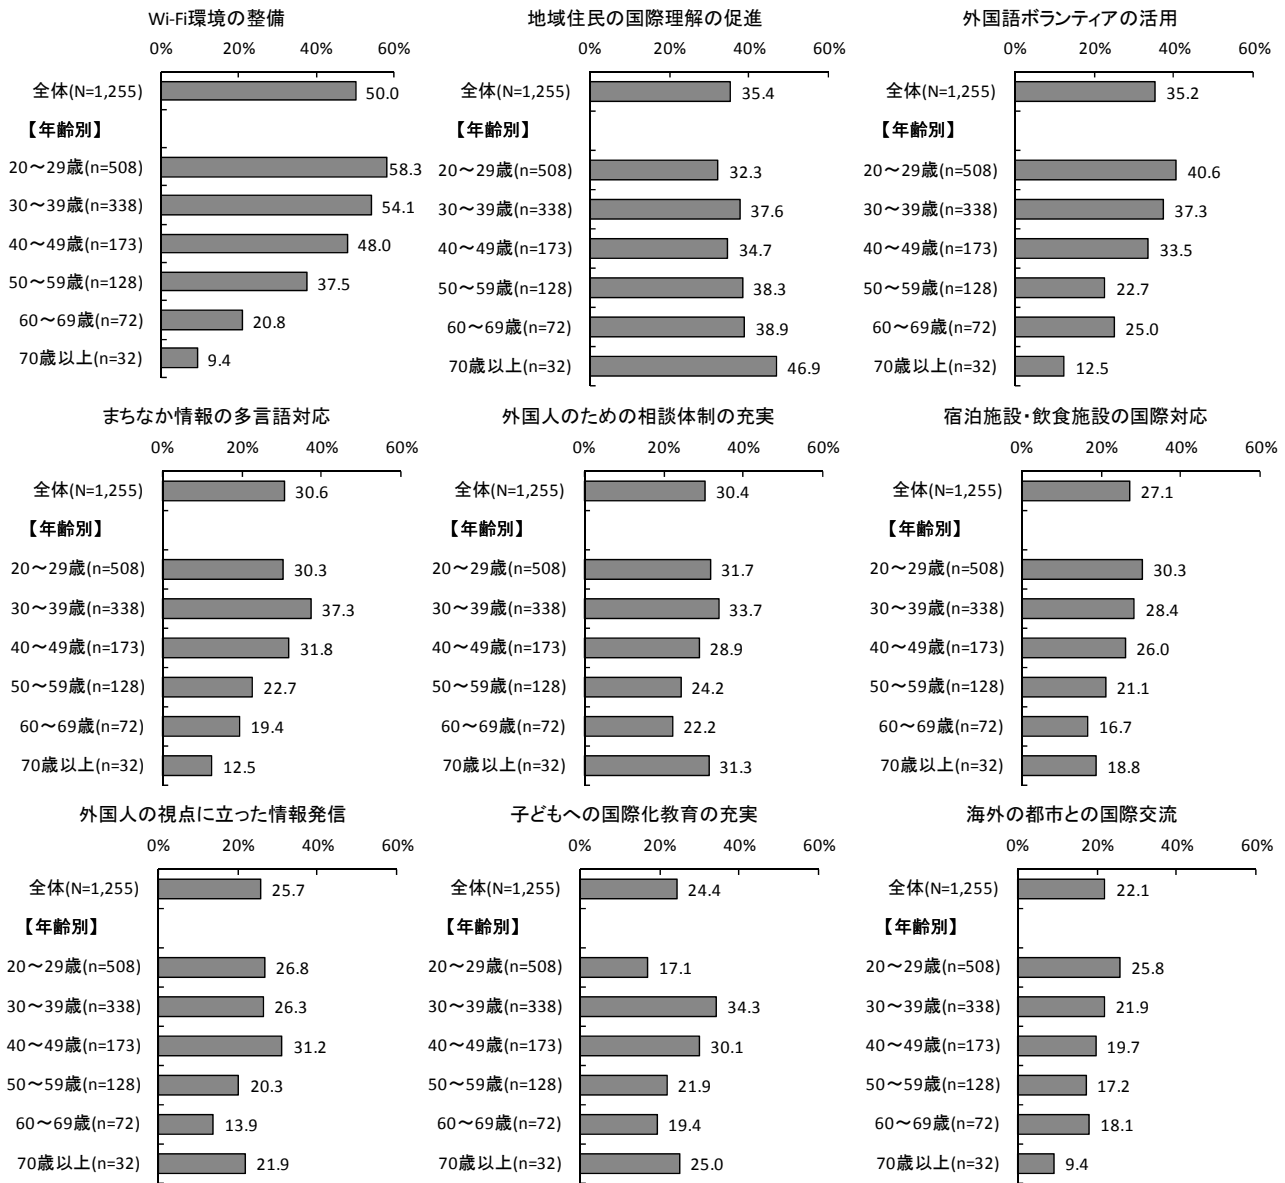 Wi-Fi環境の整備
0% 20% 40% 60%
全体(N=1,255) 50.0
【年齢別】
20～29歳(n=508) 58.3
30～39歳(n=338) 54.1
40～49歳(n=173) 48.0
50～59歳(n=128) 37.5
60～69歳(n=72) 20.8
70歳以上(n=32) 9.4
地域住民の国際理解の促進
0% 20% 40% 60%
全体(N=1,255) 35.4
【年齢別】
20～29歳(n=508) 32.3
30～39歳(n=338) 37.6
40～49歳(n=173) 34.7
50～59歳(n=128) 38.3
60～69歳(n=72) 38.9
70歳以上(n=32) 46.9
外国語ボランティアの活用
0% 20% 40% 60%
全体(N=1,255) 35.2
【年齢別】
20～29歳(n=508) 40.6
30～39歳(n=338) 37.3
40～49歳(n=173) 33.5
50～59歳(n=128) 22.7
60～69歳(n=72) 25.0
70歳以上(n=32) 12.5
まちなか情報の多言語対応
0% 20% 40% 60%
全体(N=1,255) 30.6
【年齢別】
20～29歳(n=508) 30.3
30～39歳(n=338) 37.3
40～49歳(n=173) 31.8
50～59歳(n=128) 22.7
60～69歳(n=72) 19.4
70歳以上(n=32) 12.5
外国人のための相談体制の充実
0% 20% 40% 60%
全体(N=1,255) 30.4
【年齢別】
20～29歳(n=508) 31.7
30～39歳(n=338) 33.7
40～49歳(n=173) 28.9
50～59歳(n=128) 24.2
60～69歳(n=72) 22.2
70歳以上(n=32) 31.3
宿泊施設・飲食施設の国際対応
0% 20% 40% 60%
全体(N=1,255) 27.1
【年齢別】
20～29歳(n=508) 30.3
30～39歳(n=338) 28.4
40～49歳(n=173) 26.0
50～59歳(n=128) 21.1
60～69歳(n=72) 16.7
70歳以上(n=32) 18.8
外国人の視点に立った情報発信
0% 20% 40% 60%
全体(N=1,255) 25.7
【年齢別】
20～29歳(n=508) 26.8
30～39歳(n=338) 26.3
40～49歳(n=173) 31.2
50～59歳(n=128) 20.3
60～69歳(n=72) 13.9
70歳以上(n=32) 21.9
子どもへの国際化教育の充実
0% 20% 40% 60%
全体(N=1,255) 24.4
【年齢別】
20～29歳(n=508) 17.1
30～39歳(n=338) 34.3
40～49歳(n=173) 30.1
50～59歳(n=128) 21.9
60～69歳(n=72) 19.4
70歳以上(n=32) 25.0
海外の都市との国際交流
0% 20% 40% 60%
全体(N=1,255) 22.1
【年齢別】
20～29歳(n=508) 25.8
30～39歳(n=338) 21.9
40～49歳(n=173) 19.7
50～59歳(n=128) 17.2
60～69歳(n=72) 18.1
70歳以上(n=32) 9.4